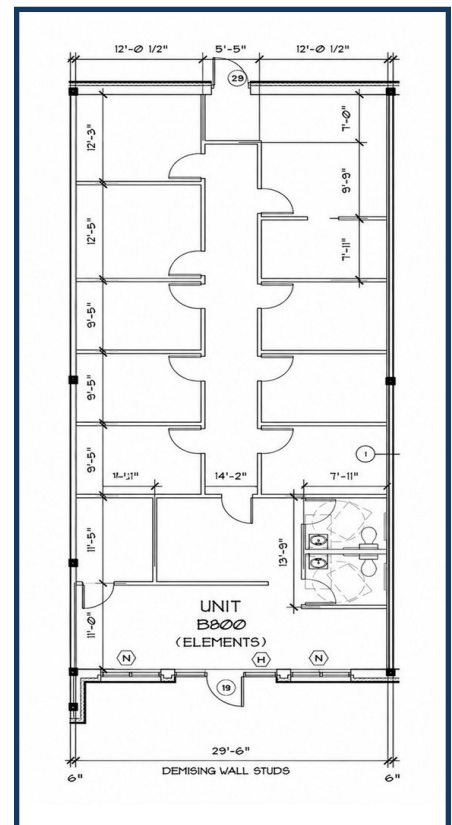 12'-0 1/2" 5'-5" 12'-0 1/2"
29
12'-3"
7'-0"
9'-9"
12'-5"
7'-11"
9'-5"
9'-5"
9'-5"
14'-2"
7'-11"
1
11'-5"
13'-9"
11'-0"
UNIT
B800
(ELEMENTS)
N
H
N
19
29'-6"
6"
DEMISING WALL STUDS
6"